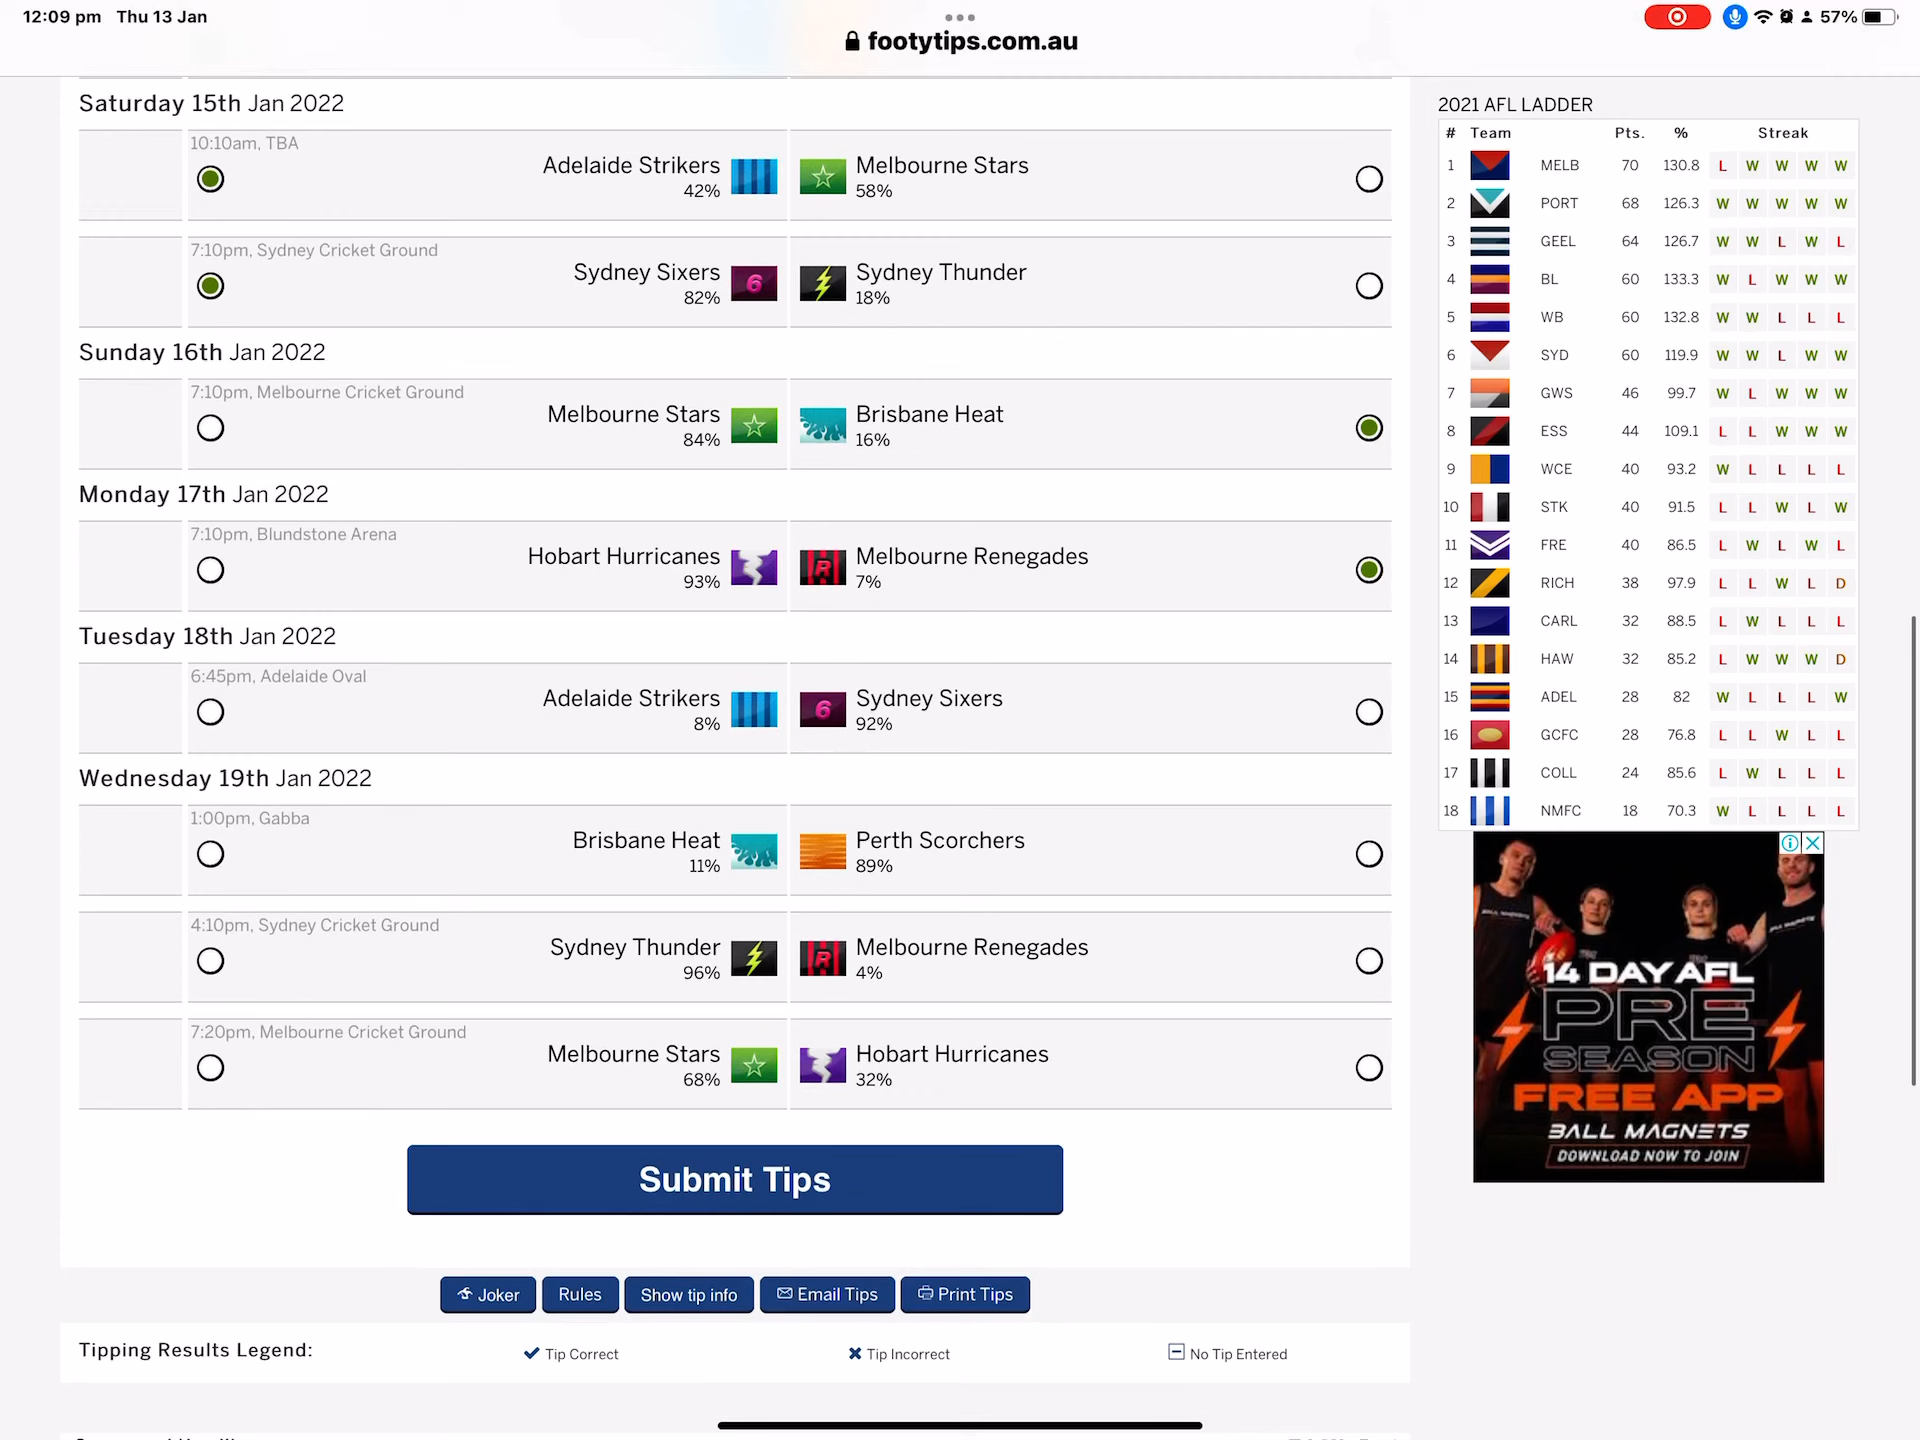 12:09 pm Thu 13 Jan
57%
footytips.com.au
Saturday 15th Jan 2022
10:10am, TBA
Adelaide Strikers
42%
Melbourne Stars
58%
7:10pm, Sydney Cricket Ground
Sydney Sixers
82%
6
Sydney Thunder
18%
Sunday 16th Jan 2022
7:10pm, Melbourne Cricket Ground
Melbourne Stars
84%
Brisbane Heat
16%
Monday 17th Jan 2022
7:10pm, Blundstone Arena
Hobart Hurricanes
93%
R
Melbourne Renegades
7%
Tuesday 18th Jan 2022
6:45pm, Adelaide Oval
Adelaide Strikers
8%
6
Sydney Sixers
92%
Wednesday 19th Jan 2022
1:00pm, Gabba
Brisbane Heat
11%
Perth Scorchers
89%
4:10pm, Sydney Cricket Ground
Sydney Thunder
96%
R
Melbourne Renegades
4%
7:20pm, Melbourne Cricket Ground
Melbourne Stars
68%
Hobart Hurricanes
32%
Submit Tips
Joker
Rules
Show tip info
Email Tips
Print Tips
Tipping Results Legend:
Tip Correct
Tip Incorrect
No Tip Entered
2021 AFL LADDER
# Team Pts. % Streak
1 MELB 70 130.8 L W W W W
2 PORT 68 126.3 W W W W W
3 GEEL 64 126.7 W W L W L
4 BL 60 133.3 W L W W W
5 WB 60 132.8 W W L L L
6 SYD 60 119.9 W W L W W
7 GWS 46 99.7 W L W W W
8 ESS 44 109.1 L L W W W
9 WCE 40 93.2 W L L L L
10 STK 40 91.5 L L W L W
11 FRE 40 86.5 L W L W L
12 RICH 38 97.9 L L W L D
13 CARL 32 88.5 L W L L L
14 HAW 32 85.2 L W W W D
15 ADEL 28 82 W L L L W
16 GCFC 28 76.8 L L W L L
17 COLL 24 85.6 L W L L L
18 NMFC 18 70.3 W L L L L
BALL MAGNETS
14 DAY AFL
PRE
SEASON
FREE APP
BALL MAGNETS
DOWNLOAD NOW TO JOIN